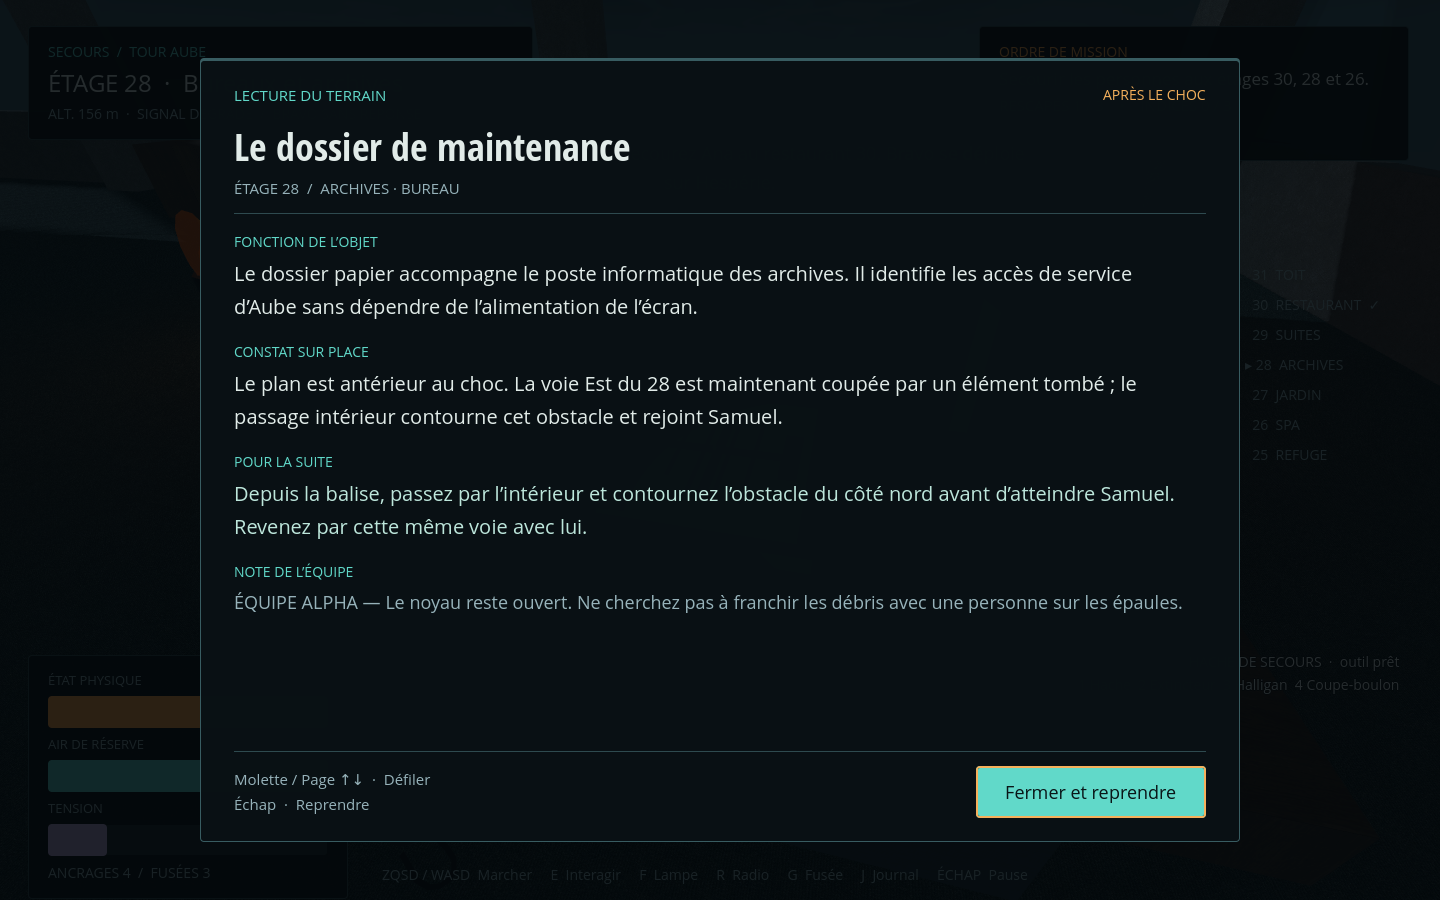 SECOURS / TOUR AUBE
ÉTAGE 28 · B
ALT. 156 m · SIGNAL D
ORDRE DE MISSION
ges 30, 28 et 26.
LECTURE DU TERRAIN
APRÈS LE CHOC
Le dossier de maintenance
ÉTAGE 28 / ARCHIVES · BUREAU
FONCTION DE L’OBJET
Le dossier papier accompagne le poste informatique des archives. Il identifie les accès de service
d’Aube sans dépendre de l’alimentation de l’écran.
CONSTAT SUR PLACE
Le plan est antérieur au choc. La voie Est du 28 est maintenant coupée par un élément tombé ; le
passage intérieur contourne cet obstacle et rejoint Samuel.
POUR LA SUITE
Depuis la balise, passez par l’intérieur et contournez l’obstacle du côté nord avant d’atteindre Samuel.
Revenez par cette même voie avec lui.
NOTE DE L’ÉQUIPE
ÉQUIPE ALPHA — Le noyau reste ouvert. Ne cherchez pas à franchir les débris avec une personne sur les épaules.
Molette / Page ↑↓ · Défiler
Échap · Reprendre
Fermer et reprendre
31 TOIT
30 RESTAURANT ✓
29 SUITES
▸ 28 ARCHIVES
27 JARDIN
26 SPA
25 REFUGE
ÉTAT PHYSIQUE
AIR DE RÉSERVE
TENSION
ANCRAGES 4 / FUSÉES 3
DE SECOURS · outil prêt
Halligan 4 Coupe-boulon
ZQSD / WASD Marcher E Interagir F Lampe R Radio G Fusée J Journal ÉCHAP Pause